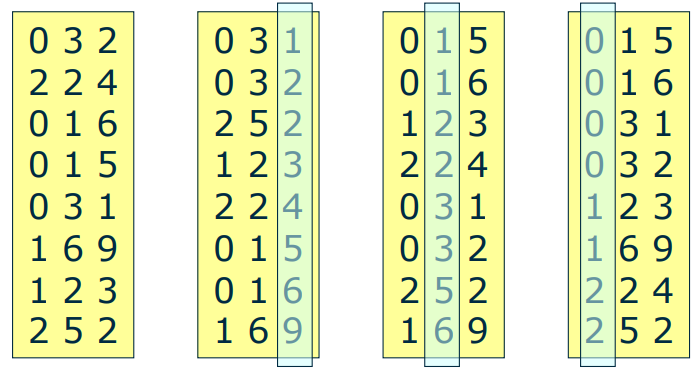 0 3 2    0 3 1    0 1 5    0 1 5
2 2 4    0 3 2    0 1 6    0 1 6
0 1 6    2 5 2    1 2 3    0 3 1
0 1 5    1 2 3    2 2 4    0 3 2
0 3 1    2 2 4    0 3 1    1 2 3
1 6 9    0 1 5    0 3 2    1 6 9
1 2 3    0 1 6    2 5 2    2 2 4
2 5 2    1 6 9    1 6 9    2 5 2